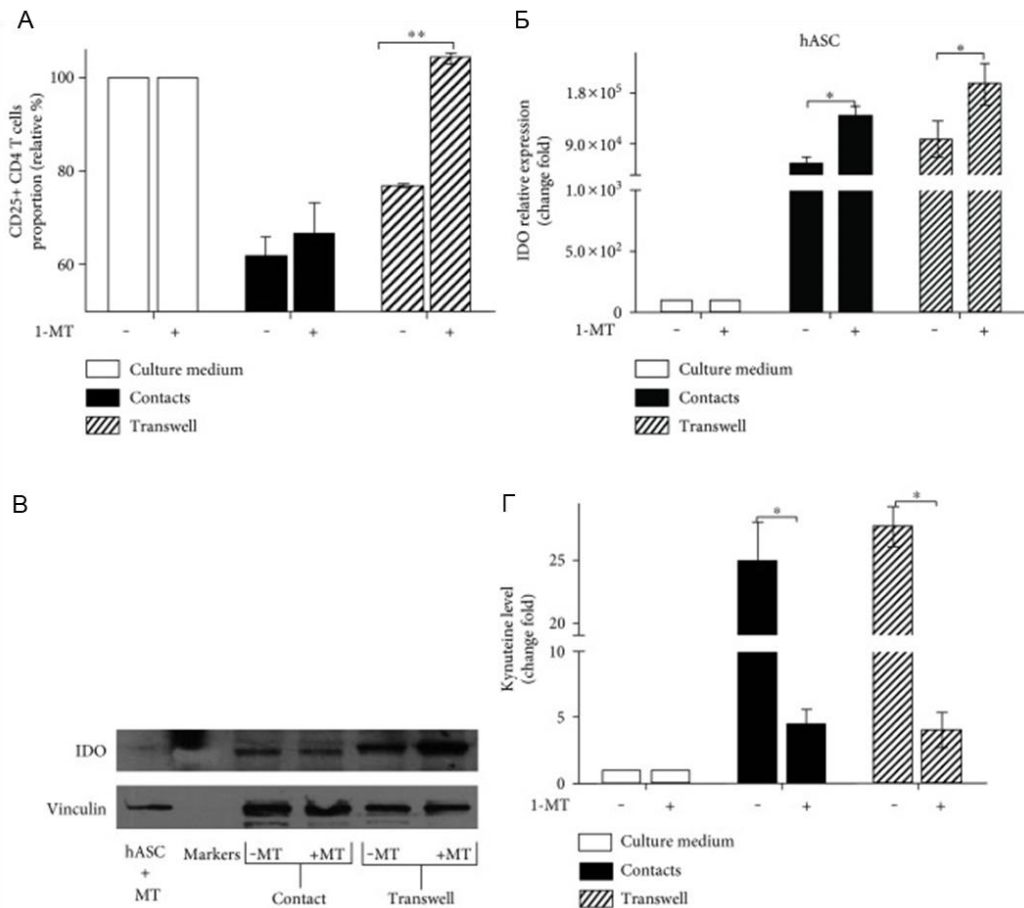 А
CD25+ CD4 T cells
proportion (relative %)
100
80
60
**
1-MT
- + - + - +
Culture medium
Contacts
Transwell
Б
hASC
IDO relative expression
(change fold)
1.8×10⁵
9.0×10⁴
1.0×10³
5.0×10²
0
*
*
1-MT
- + - + - +
Culture medium
Contacts
Transwell
В
IDO
Vinculin
hASC
+
MT
Markers
-MT +MT -MT +MT
Contact Transwell
Г
Kynuteine level
(change fold)
25
20
10
5
0
*
*
1-MT
- + - + - +
Culture medium
Contacts
Transwell